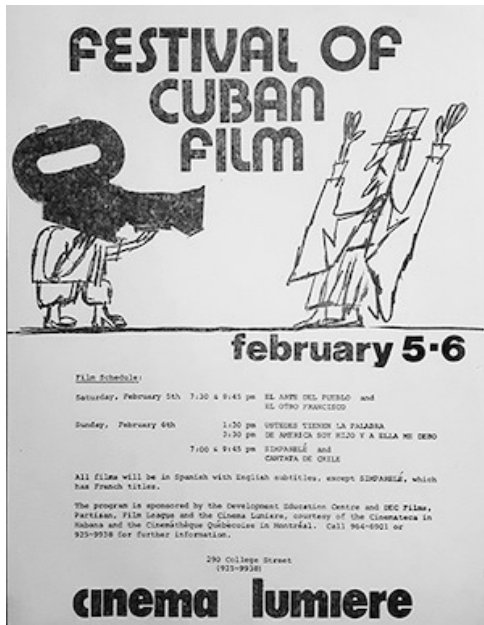 FESTIVAL OF
CUBAN
FILM
february 5·6
Film Schedule:
Saturday, February 5th 7:30 & 9:45 pm EL ARTE DEL PUEBLO and
EL OTRO FRANCISCO
Sunday, February 6th 1:30 pm USTEDES TIENEN LA PALABRA
3:30 pm DE AMERICA SOY HIJO Y A ELLA ME DEBO
7:00 & 9:45 pm SIMPARELÉ and
CANTATA DE CHILE
All films will be in Spanish with English subtitles, except SIMPARELÉ, which
has French titles.
The program is sponsored by the Development Education Centre and DEC Films,
Partisan, Film League and the Cinema Lumiere, courtesy of the Cinemateca in
Habana and the Cinémathèque Québecoise in Montréal. Call 964-6901 or
925-9938 for further information.
290 College Street
(925-9938)
cinema lumiere